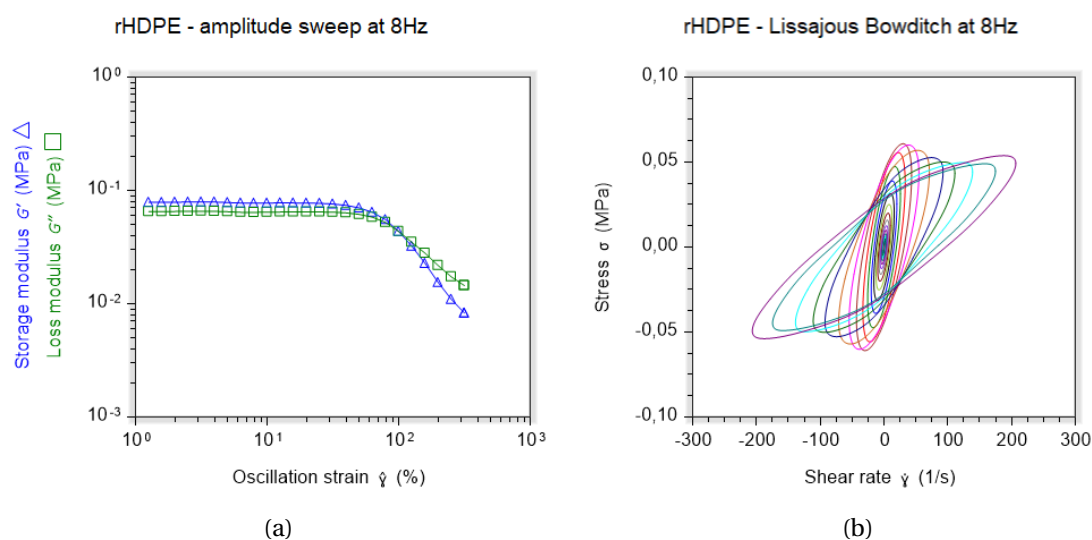 rHDPE - amplitude sweep at 8Hz
Storage modulus G′ (MPa) △
Loss modulus G″ (MPa) □
10⁰
10⁻¹
10⁻²
10⁻³
10⁰ 10¹ 10² 10³
Oscillation strain γ̂ (%)
(a)
rHDPE - Lissajous Bowditch at 8Hz
Stress σ (MPa)
0,10
0,05
0,00
-0,05
-0,10
-300 -200 -100 0 100 200 300
Shear rate γ̇ (1/s)
(b)